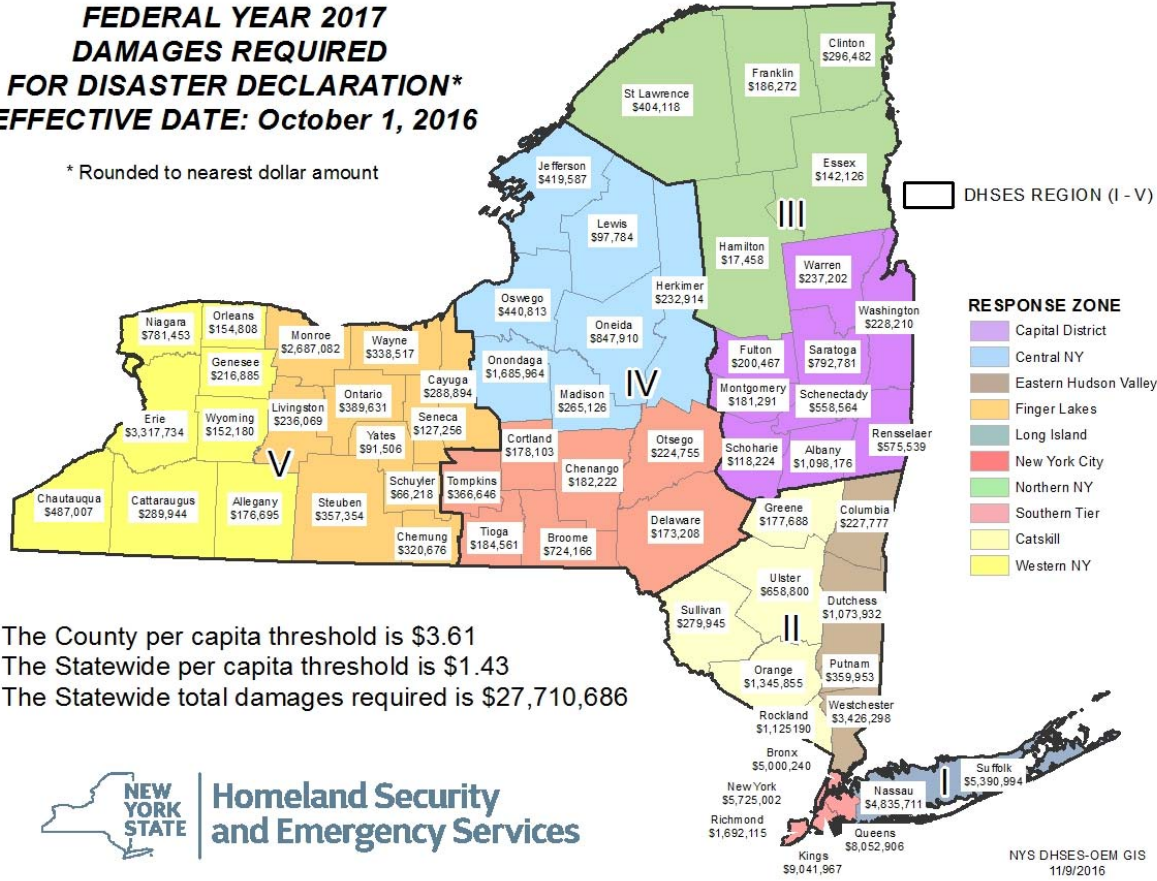 FEDERAL YEAR 2017
DAMAGES REQUIRED
FOR DISASTER DECLARATION*
EFFECTIVE DATE: October 1, 2016
* Rounded to nearest dollar amount
Clinton
$296,482
Franklin
$186,272
St Lawrence
$404,118
Essex
$142,126
Jefferson
$419,587
DHSES REGION (I - V)
III
Lewis
$97,784
Hamilton
$17,458
Warren
$237,202
Herkimer
$232,914
Oswego
$440,813
Washington
$228,210
Oneida
$847,910
Niagara
$781,453
Orleans
$154,808
Monroe
$2,687,082
Wayne
$338,517
Genesee
$216,885
Onondaga
$1,685,964
Fulton
$200,467
Saratoga
$792,781
Madison
$265,126
IV
Cayuga
$288,894
Ontario
$389,631
Montgomery
$181,291
Schenectady
$558,564
Livingston
$236,069
Seneca
$127,256
Erie
$3,317,734
Wyoming
$152,180
Yates
$91,506
Cortland
$178,103
Otsego
$224,755
Schoharie
$118,224
Albany
$1,098,176
Rensselaer
$575,539
V
Chenango
$182,222
Schuyler
$66,218
Tompkins
$366,646
Chautauqua
$487,007
Cattaraugus
$289,944
Allegany
$176,695
Steuben
$357,354
Greene
$177,688
Columbia
$227,777
Delaware
$173,208
Chemung
$320,676
Tioga
$184,561
Broome
$724,166
RESPONSE ZONE
Capital District
Central NY
Eastern Hudson Valley
Finger Lakes
Long Island
New York City
Northern NY
Southern Tier
Catskill
Western NY
Ulster
$658,800
Sullivan
$279,945
Dutchess
$1,073,932
II
Orange
$1,345,855
Putnam
$359,953
Rockland
$1,125190
Westchester
$3,426,298
The County per capita threshold is $3.61
The Statewide per capita threshold is $1.43
The Statewide total damages required is $27,710,686
Bronx
$5,000,240
New York
$5,725,002
Richmond
$1,692,115
Kings
$9,041,967
Queens
$8,052,906
Nassau
$4,835,711
I
Suffolk
$5,390,994
NEW
YORK
STATE
Homeland Security
and Emergency Services
NYS DHSES-OEM GIS
11/9/2016